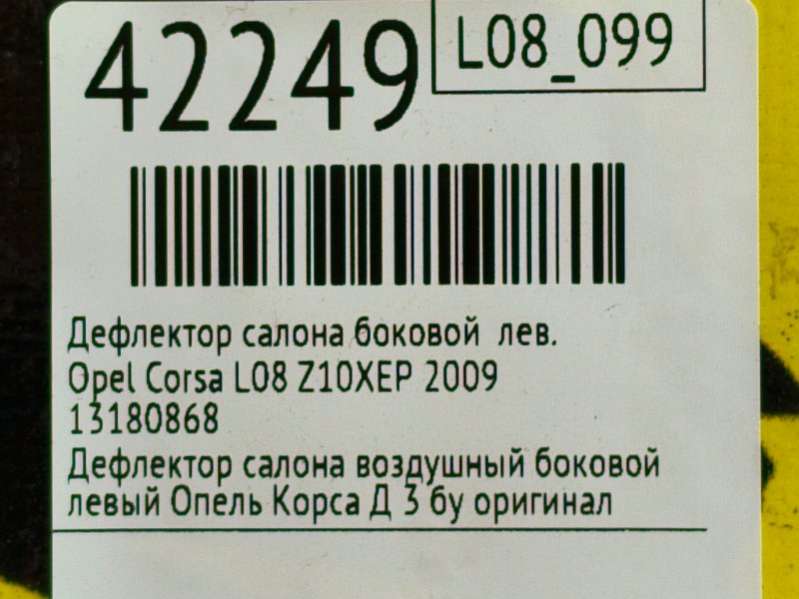 42249
L08_099
Дефлектор салона боковой лев.
Opel Corsa L08 Z10XEP 2009
13180868
Дефлектор салона воздушный боковой
левый Опель Корса Д 3 бу оригинал